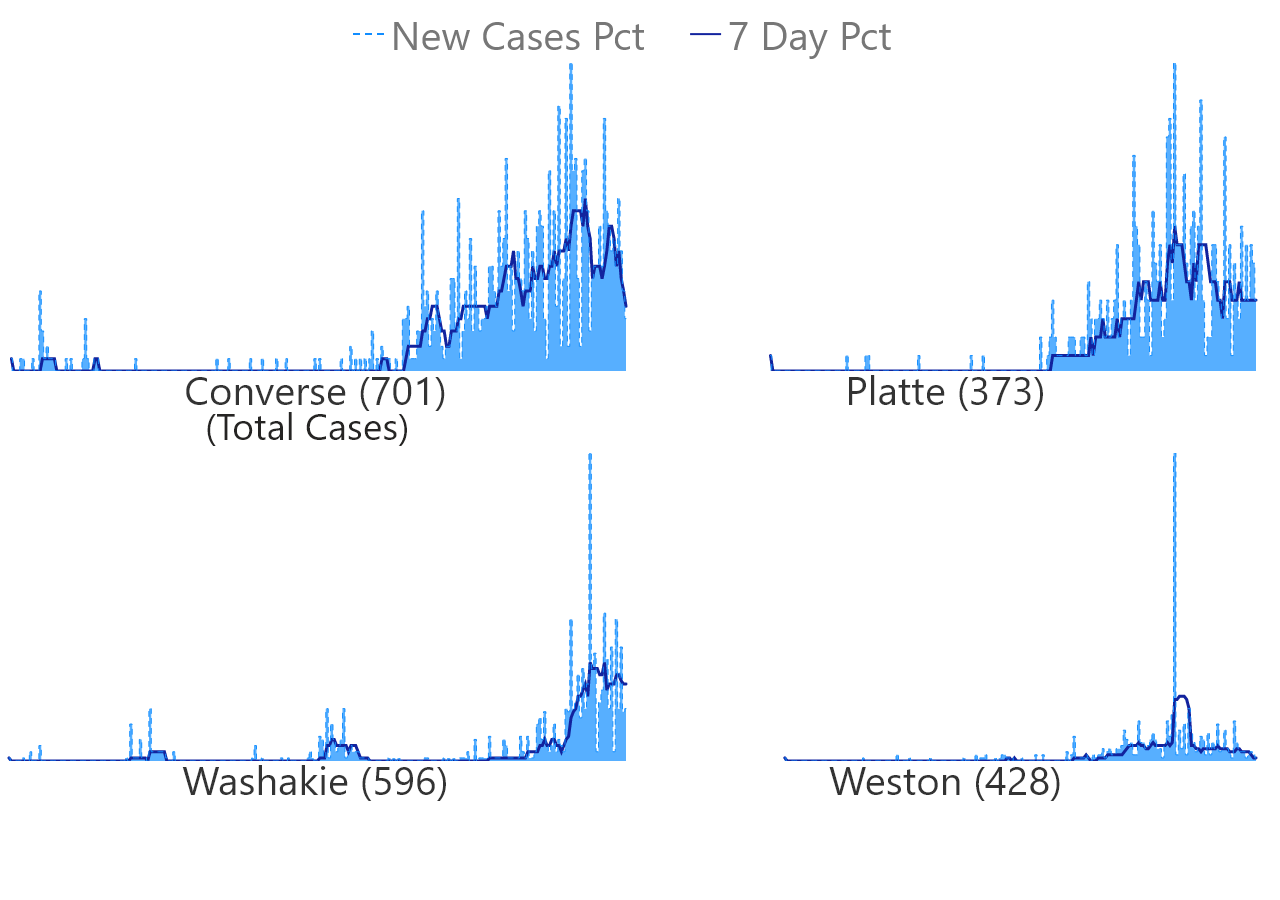 New Cases Pct 7 Day Pct
Converse (701) Platte (373)
(Total Cases)
Washakie (596) Weston (428)